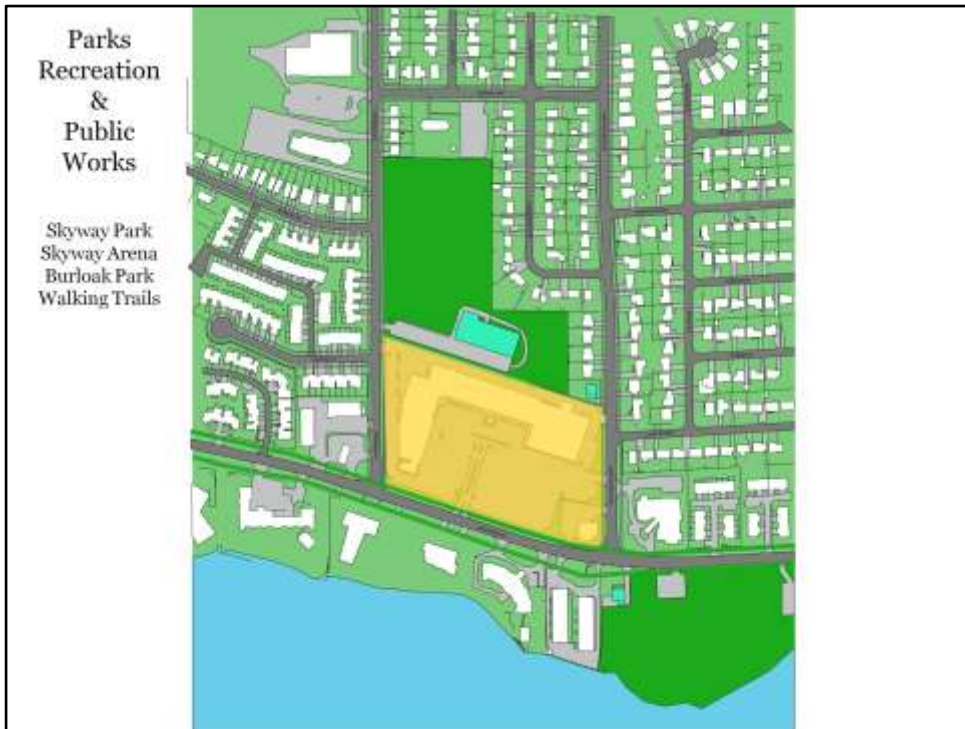 Parks
Recreation
&
Public
Works
Skyway Park
Skyway Arena
Burloak Park
Walking Trails